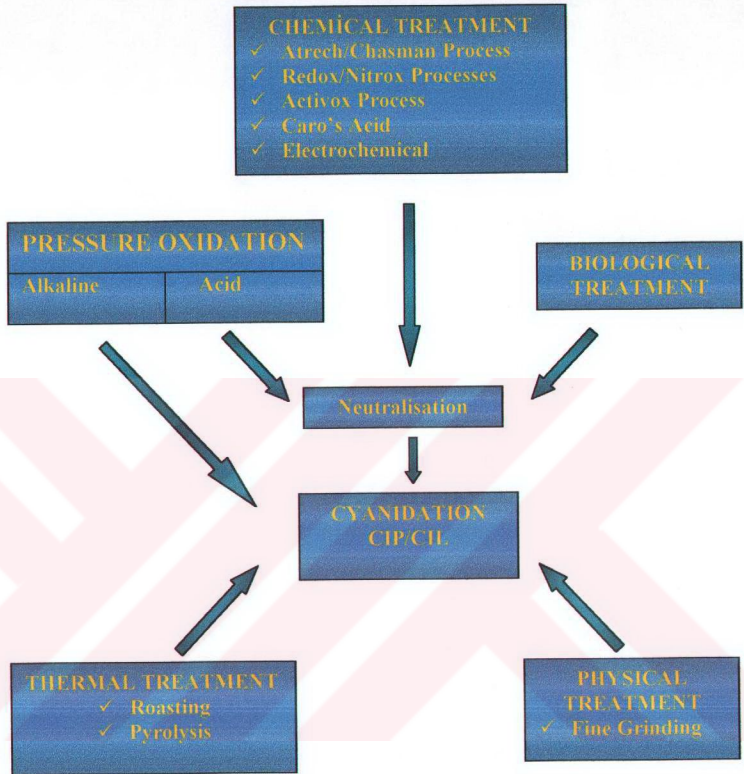 CHEMİCAL TREATMENT
✓ Atrech/Chasman Process
✓ Redox/Nitrox Processes
✓ Activox Process
✓ Caro's Acid
✓ Electrochemical
PRESSURE OXIDATION
Alkaline
Acid
BIOLOGICAL
TREATMENT
Neutralisation
CYANIDATION
CIP/CIL
THERMAL TREATMENT
✓ Roasting
✓ Pyrolysis
PHYSICAL
TREATMENT
✓ Fine Grinding